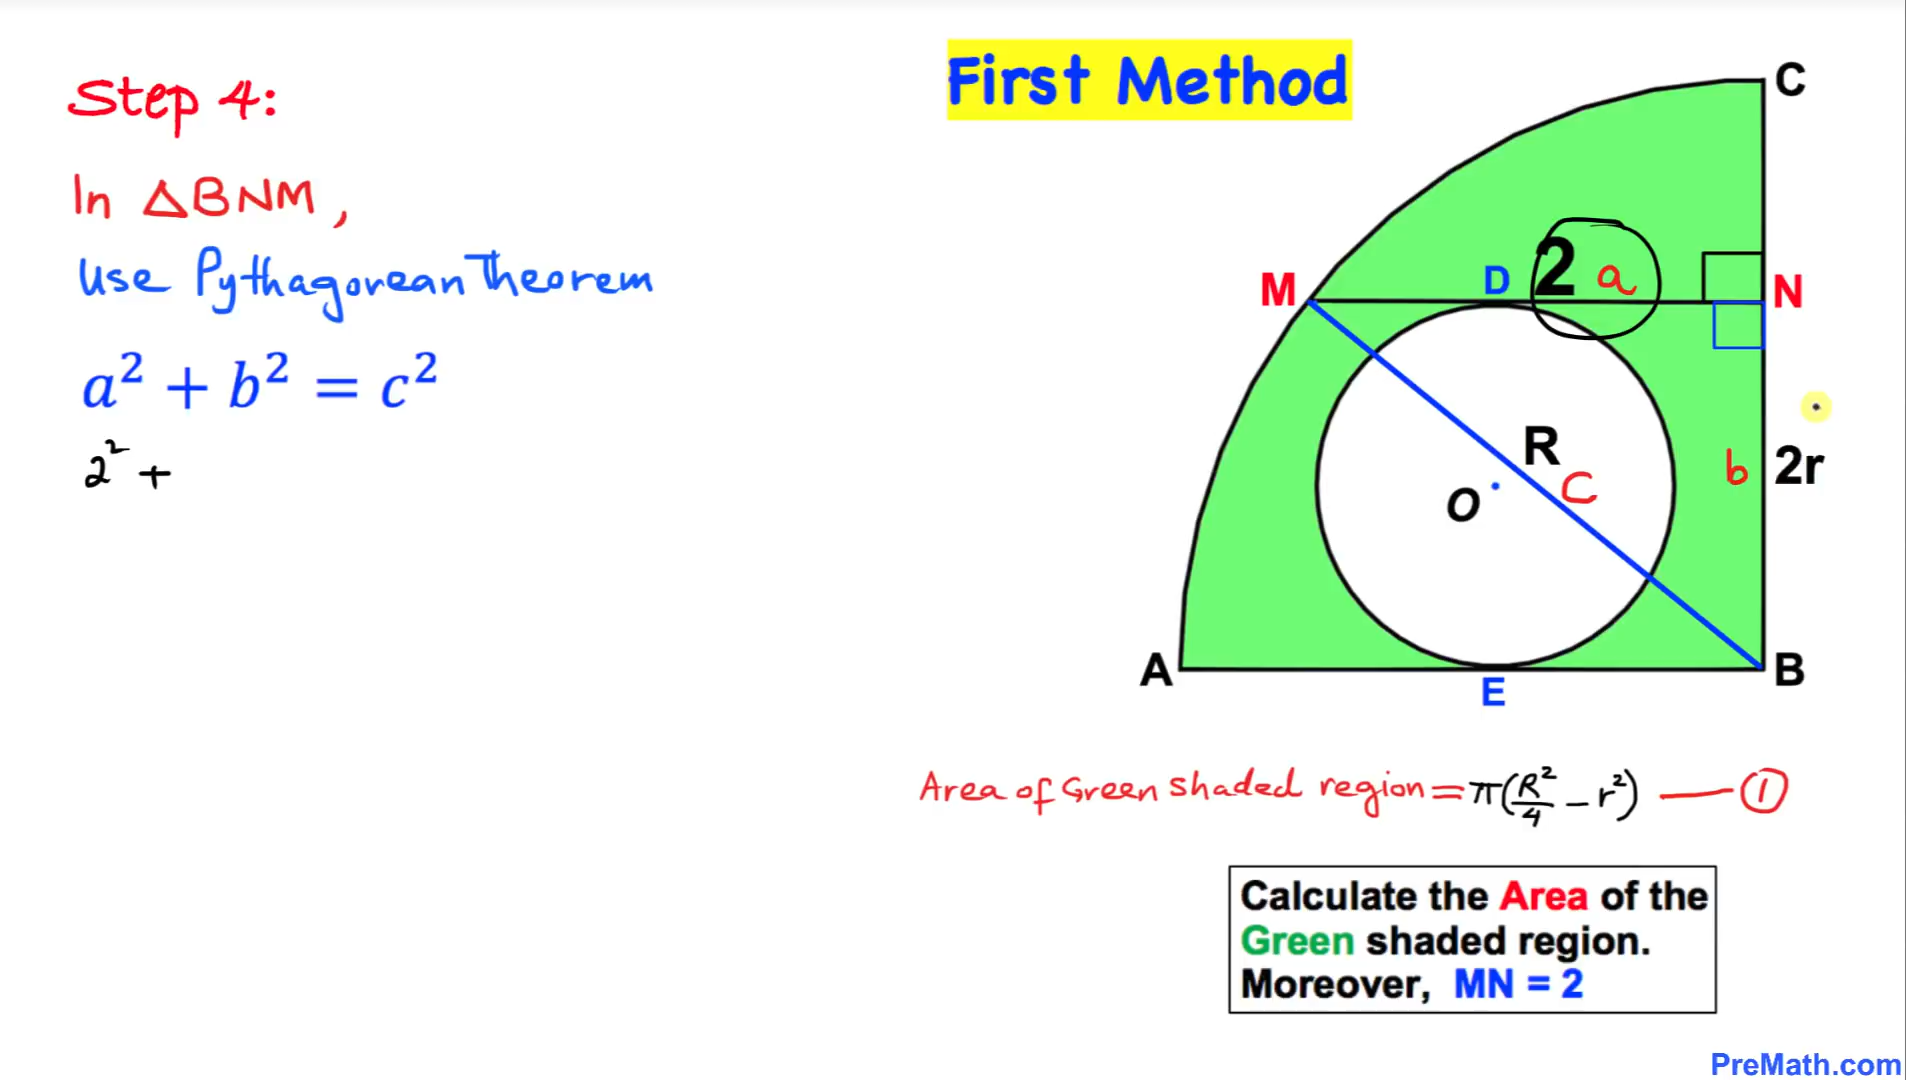 First Method
Step 4:
In △BNM,
Use Pythagorean Theorem
a² + b² = c²
2² +
C
M
D
2 a
N
R
C
O
b
2r
A
E
B
Area of Green shaded region = π(R²/4 - r²) — ①
Calculate the Area of the
Green shaded region.
Moreover, MN = 2
PreMath.com